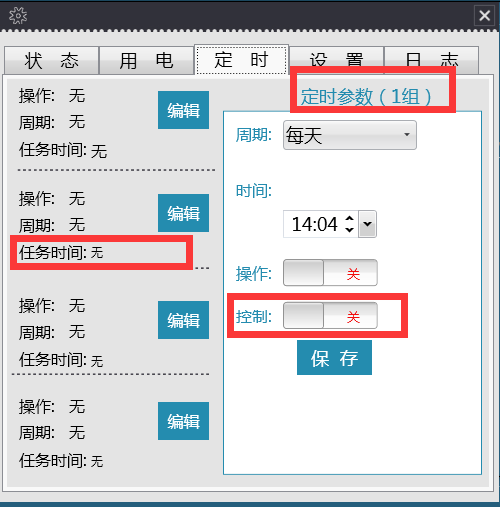 状 态 用 电 定 时 设 置 日 志
操作: 无
周期: 无
任务时间: 无
编辑
操作: 无
周期: 无
任务时间: 无
编辑
操作: 无
周期: 无
任务时间: 无
编辑
操作: 无
周期: 无
任务时间: 无
编辑
定时参数（1组）
周期: 每天
时间:
14:04
操作: 关
控制: 关
保 存